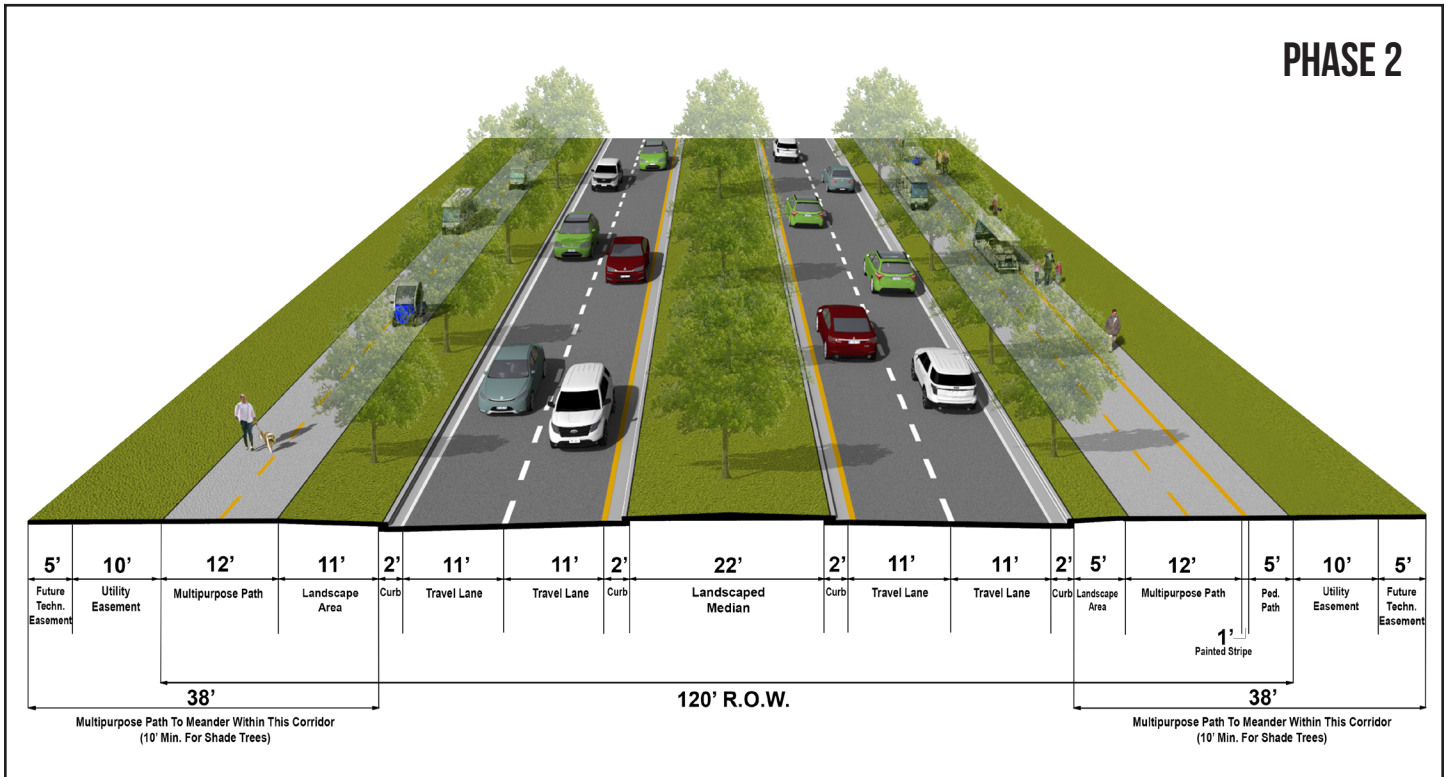 PHASE 2
5’ 10’ 12’ 11’ 2’ 11’ 11’ 2’ 22’ 2’ 11’ 11’ 2’ 5’ 12’ 5’ 10’ 5’
Future
Techn.
Easement
Utility
Easement
Multipurpose Path
Landscape
Area
Curb
Travel Lane
Travel Lane
Curb
Landscaped
Median
Curb
Travel Lane
Travel Lane
Curb
Landscape
Area
Multipurpose Path
Ped.
Path
Utility
Easement
Future
Techn.
Easement
1’
Painted Stripe
38’
120’ R.O.W.
38’
Multipurpose Path To Meander Within This Corridor
(10’ Min. For Shade Trees)
Multipurpose Path To Meander Within This Corridor
(10’ Min. For Shade Trees)